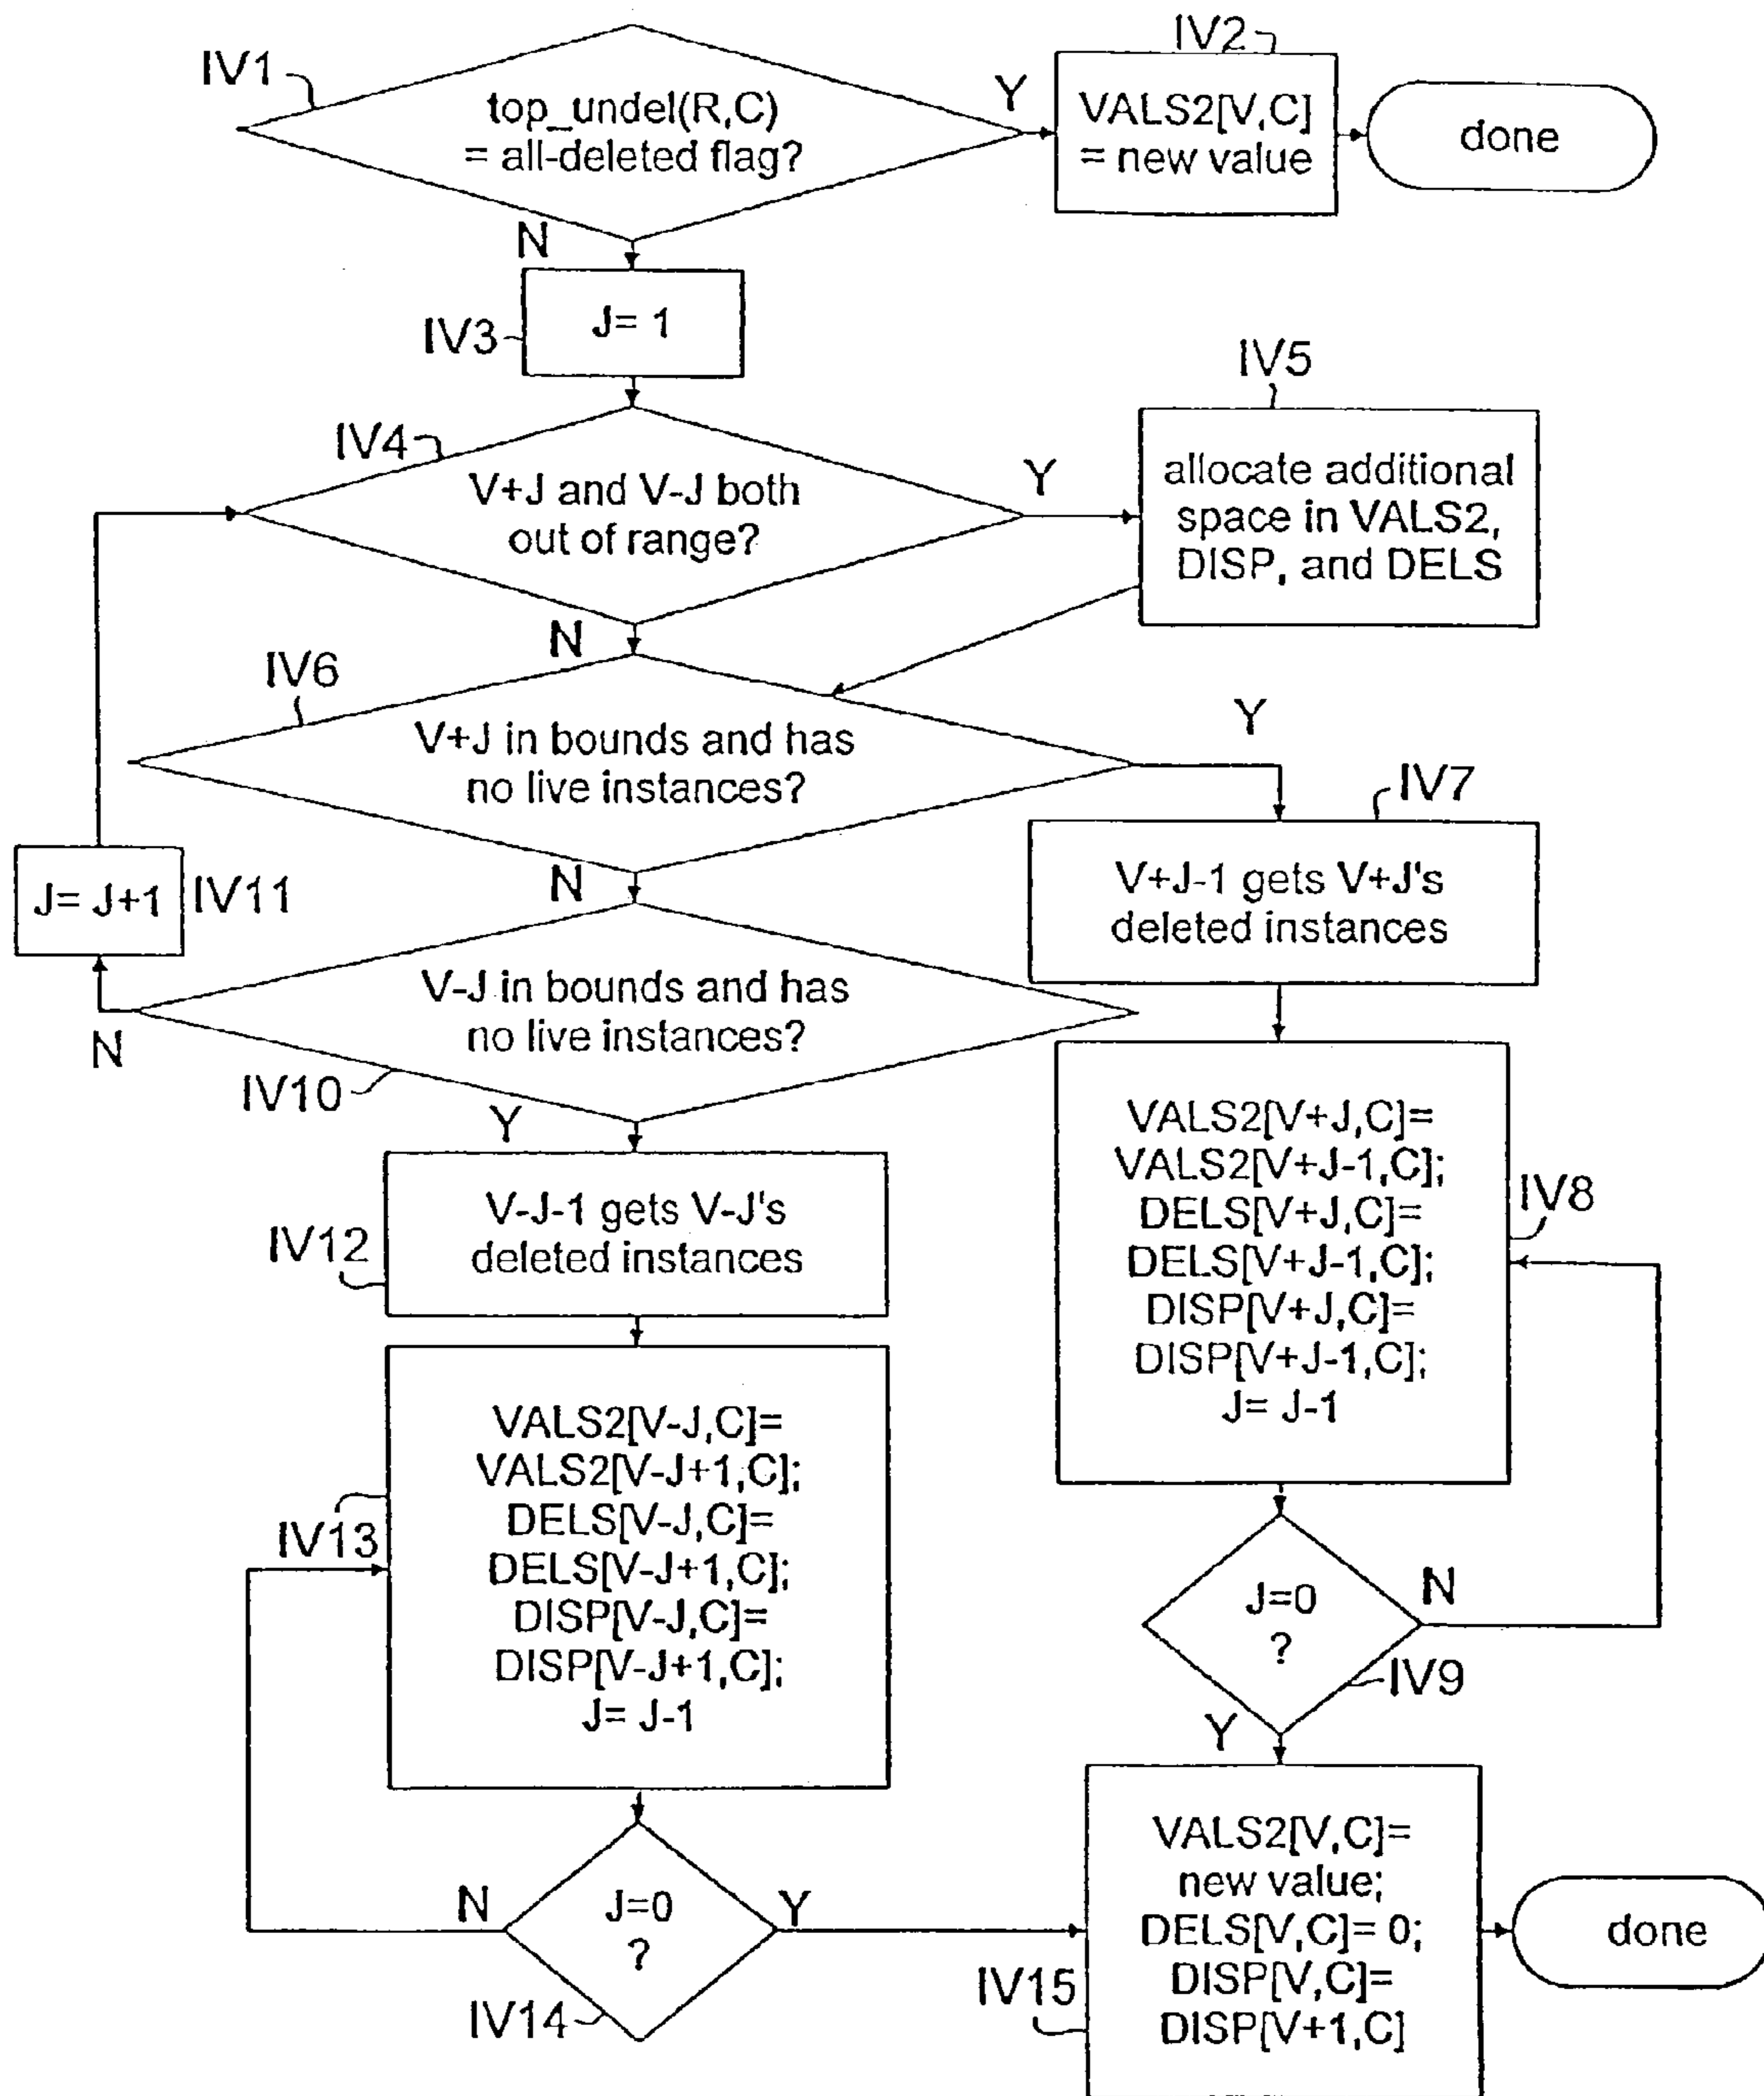 IV1
top_undel(R,C)
= all-deleted flag?
Y
IV2
VALS2[V,C]
= new value
done
N
IV3
J= 1
IV4
V+J and V-J both
out of range?
Y
IV5
allocate additional
space in VALS2,
DISP, and DELS
N
IV6
V+J in bounds and has
no live instances?
Y
IV7
V+J-1 gets V+J's
deleted instances
N
J= J+1
IV11
V-J in bounds and has
no live instances?
N
IV10
Y
VALS2[V+J,C]=
VALS2[V+J-1,C];
DELS[V+J,C]=
DELS[V+J-1,C];
DISP[V+J,C]=
DISP[V+J-1,C];
J= J-1
IV8
V-J-1 gets V-J's
deleted instances
IV12
VALS2[V-J,C]=
VALS2[V-J+1,C];
DELS[V-J,C]=
DELS[V-J+1,C];
DISP[V-J,C]=
DISP[V-J+1,C];
J= J-1
IV13
J=0
?
N
IV9
Y
J=0
?
N
Y
IV14
VALS2[V,C]=
new value;
DELS[V,C]= 0;
DISP[V,C]=
DISP[V+1,C]
IV15
done